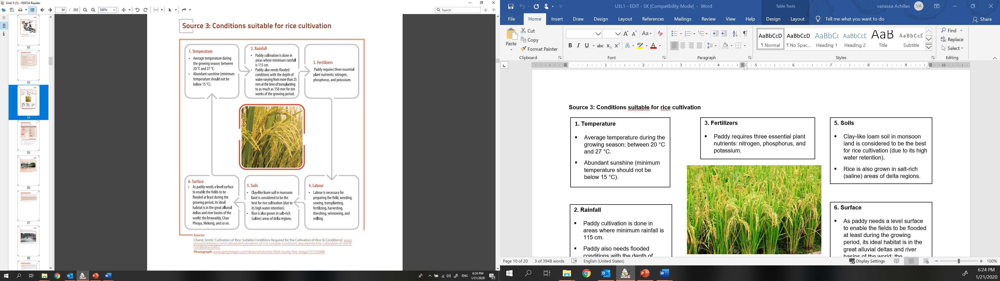 Unit 3 (1) - PDF24 Reader
34 / 202
100%
Search
32
33
34
35
36
37
38
Source 3: Conditions suitable for rice cultivation
1. Temperature
• Average temperature during
the growing season: between
20 °C and 27 °C.
• Abundant sunshine (minimum
temperature should not be
below 15 °C).
2. Rainfall
• Paddy cultivation is done in
areas where minimum rainfall
is 115 cm.
• Paddy also needs flooded
conditions with the depth of
water varying from more than 25
mm at the time of transplanting
to as much as 150 mm for ten
weeks of the growing period.
3. Fertilizers
Paddy requires three essential
plant nutrients: nitrogen,
phosphorus, and potassium.
6. Surface
• As paddy needs a level surface
to enable the fields to be
flooded at least during the
growing period, its ideal
habitat is in the great alluvial
deltas and river basins of the
world: the Irrawaddy, Chao
Phraya, Mekong, and so on.
5. Soils
• Clay-like loam soil in monsoon
land is considered to be the
best for rice cultivation (due to
its high water retention).
• Rice is also grown in salt-rich
(saline) areas of delta regions.
4. Labour
• Labour is necessary for
preparing the field, weeding,
sowing, transplanting,
fertilizing, harvesting,
threshing, winnowing, and
milling.
Source:
Chand, Smriti. 'Cultivation of Rice: Suitable Conditions Required for the Cultivation of Rice (6 Conditions)'. www.
yourarticlelibrary.com/cultivation/cultivation-of-rice-suitable-conditions-required-for-the-cultivation-of-rice-6-
conditions/25491/
Photograph: www.gettyimages.com/detail/photo/rice-field-royalty-free-image/537322888
ENG
6:24 PM
1/21/2020
21
U3L1 - EDIT - SK [Compatibility Mode] - Word
Table Tools
vanessa Achilles
VA
File Home Insert Draw Design Layout References Mailings Review View Help Design Layout Tell me what you want to do Share
Paste
Cut
Copy
Format Painter
Clipboard
Aa
B I U abc X₂ X²
Font
Paragraph
AaBbCcD
¶ Normal
AaBbCcD
¶ No Spac...
AaBbCc
Heading 1
AaBbCcE
Heading 2
AaB
Title
AaBbCcD
Subtitle
Styles
Find
Replace
Select
Editing
1 2 3 4 5 6 7 8 9 10
Source 3: Conditions suitable for rice cultivation
1. Temperature
▪ Average temperature during the
growing season: between 20 °C
and 27 °C.
▪ Abundant sunshine (minimum
temperature should not be
below 15 °C).
2. Rainfall
▪ Paddy cultivation is done in
areas where minimum rainfall is
115 cm.
▪ Paddy also needs flooded
conditions with the depth of
3. Fertilizers
▪ Paddy requires three essential plant
nutrients: nitrogen, phosphorus, and
potassium.
5. Soils
▪ Clay-like loam soil in monsoon
land is considered to be the best
for rice cultivation (due to its high
water retention).
▪ Rice is also grown in salt-rich
(saline) areas of delta regions.
6. Surface
▪ As paddy needs a level surface
to enable the fields to be flooded
at least during the growing
period, its ideal habitat is in the
great alluvial deltas and river
basins of the world: the
Page 10 of 20 3 of 3948 words English (United States) Display Settings 100%
6:24 PM
1/21/2020